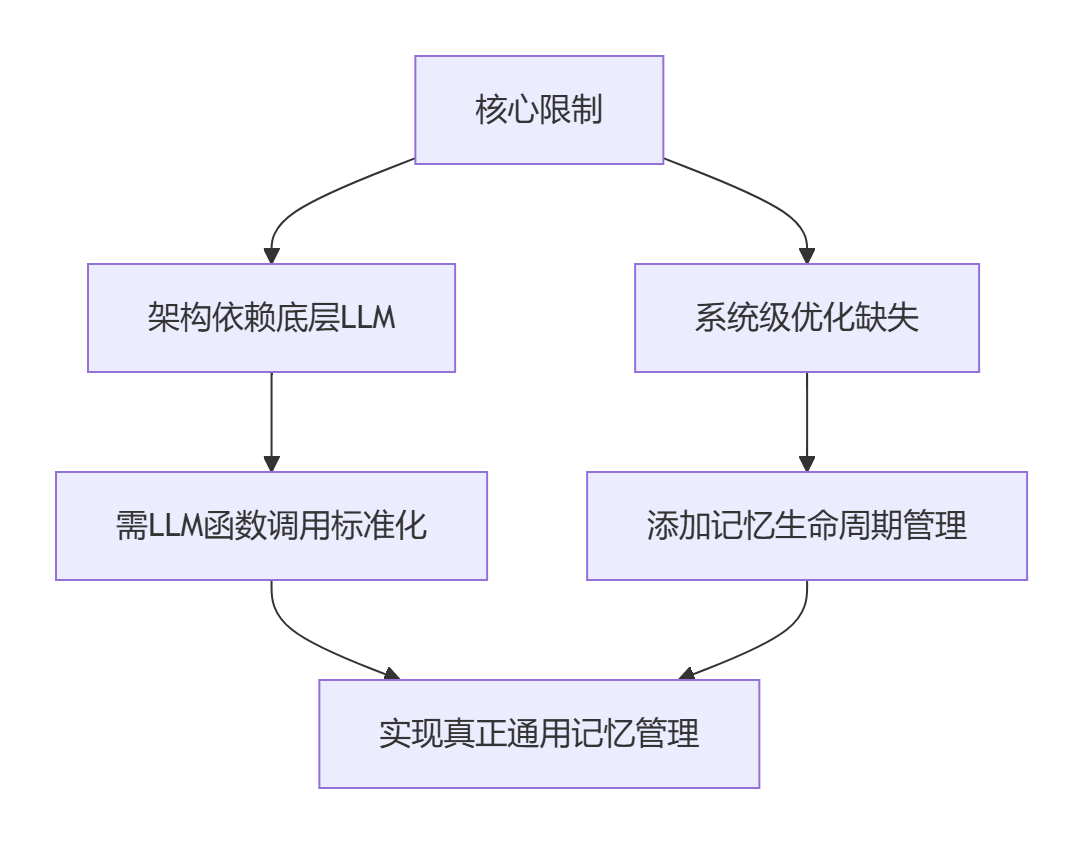 核心限制
架构依赖底层LLM
系统级优化缺失
需LLM函数调用标准化
添加记忆生命周期管理
实现真正通用记忆管理